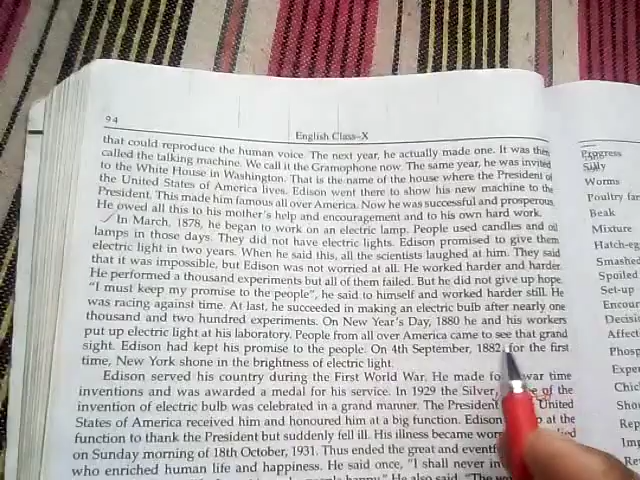 94
English Class-X
that could reproduce the human voice. The next year, he actually made one. It was then
called the talking machine. We call it the Gramophone now. The same year, he was invited
to the White House in Washington. That is the name of the house where the President of
the United States of America lives. Edison went there to show his new machine to the
President. This made him famous all over America. Now he was successful and prosperous.
He owed all this to his mother's help and encouragement and to his own hard work.
In March, 1878, he began to work on an electric lamp. People used candles and oil
lamps in those days. They did not have electric lights. Edison promised to give them
electric light in two years. When he said this, all the scientists laughed at him. They said
that it was impossible, but Edison was not worried at all. He worked harder and harder.
He performed a thousand experiments but all of them failed. But he did not give up hope.
"I must keep my promise to the people", he said to himself and worked harder still. He
was racing against time. At last, he succeeded in making an electric bulb after nearly one
thousand and two hundred experiments. On New Year's Day, 1880 he and his workers
put up electric light at his laboratory. People from all over America came to see that grand
sight. Edison had kept his promise to the people. On 4th September, 1882, for the first
time, New York shone in the brightness of electric light.
Edison served his country during the First World War. He made war time
inventions and was awarded a medal for his service. In 1929 the Silver of the
invention of electric bulb was celebrated in a grand manner. The President United
States of America received him and honoured him at a big function. Edison at the
function to thank the President but suddenly fell ill. His illness became
on Sunday morning of 18th October, 1931. Thus ended the great and
who enriched human life and happiness. He said once, "I shall never
He also said, "The
Progress
Silly
Worms
Poultry
Beak
Mixture
Smashed
Spoiled
Set-up